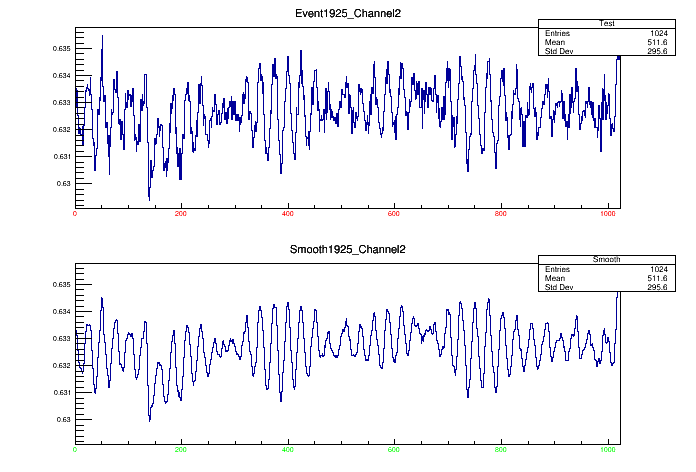 Event1925_Channel2
Test
Entries 1024
Mean 511.6
Std Dev 295.6
0.635
0.634
0.633
0.632
0.631
0.63
0 200 400 600 800 1000
Smooth1925_Channel2
Smooth
Entries 1024
Mean 511.6
Std Dev 295.6
0.635
0.634
0.633
0.632
0.631
0.63
0 200 400 600 800 1000